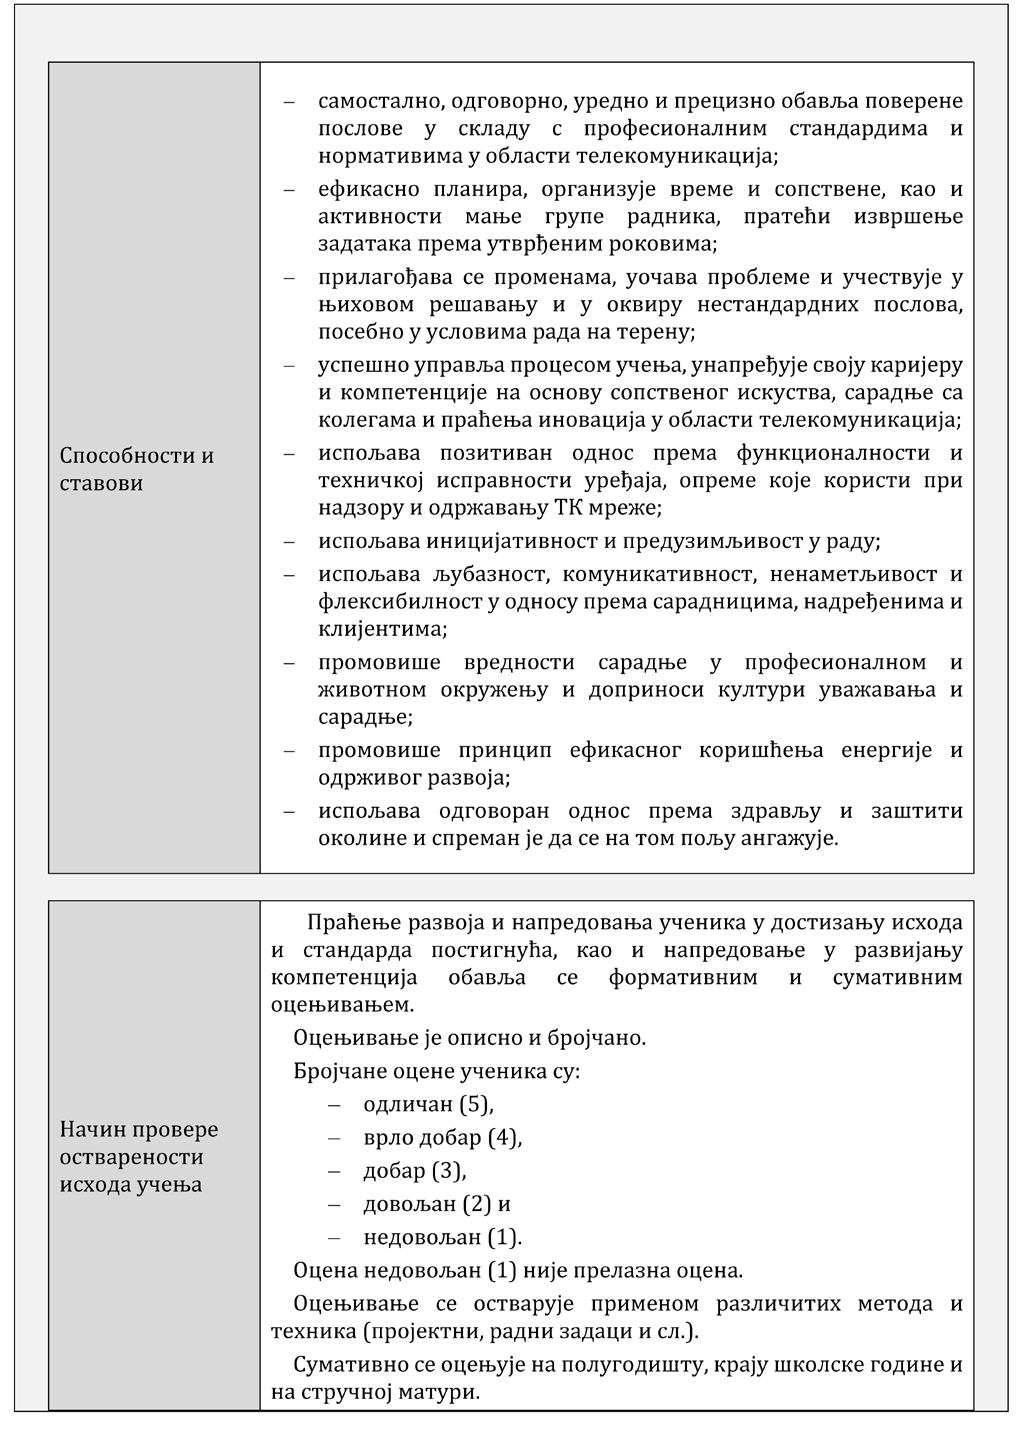 Способности и
ставови
– самостално, одговорно, уредно и прецизно обавља поверене
послове у складу с професионалним стандардима и
нормативима у области телекомуникација;
– ефикасно планира, организује време и сопствене, као и
активности мање групе радника, пратећи извршење
задатака према утврђеним роковима;
– прилагођава се променама, уочава проблеме и учествује у
њиховом решавању и у оквиру нестандардних послова,
посебно у условима рада на терену;
– успешно управља процесом учења, унапређује своју каријеру
и компетенције на основу сопственог искуства, сарадње са
колегама и праћења иновација у области телекомуникација;
– испољава позитиван однос према функционалности и
техничкој исправности уређаја, опреме које користи при
надзору и одржавању ТК мреже;
– испољава иницијативност и предузимљивост у раду;
– испољава љубазност, комуникативност, ненаметљивост и
флексибилност у односу према сарадницима, надређенима и
клијентима;
– промовише вредности сарадње у професионалном и
животном окружењу и доприноси култури уважавања и
сарадње;
– промовише принцип ефикасног коришћења енергије и
одрживог развоја;
– испољава одговоран однос према здрављу и заштити
околине и спреман је да се на том пољу ангажује.
Начин провере
остварености
исхода учења
Праћење развоја и напредовања ученика у достизању исхода
и стандарда постигнућа, као и напредовање у развијању
компетенција обавља се формативним и сумативним
оцењивањем.
Оцењивање је описно и бројчано.
Бројчане оцене ученика су:
– одличан (5),
– врло добар (4),
– добар (3),
– довољан (2) и
– недовољан (1).
Оцена недовољан (1) није прелазна оцена.
Оцењивање се остварује применом различитих метода и
техника (пројектни, радни задаци и сл.).
Сумативно се оцењује на полугодишту, крају школске године и
на стручној матури.